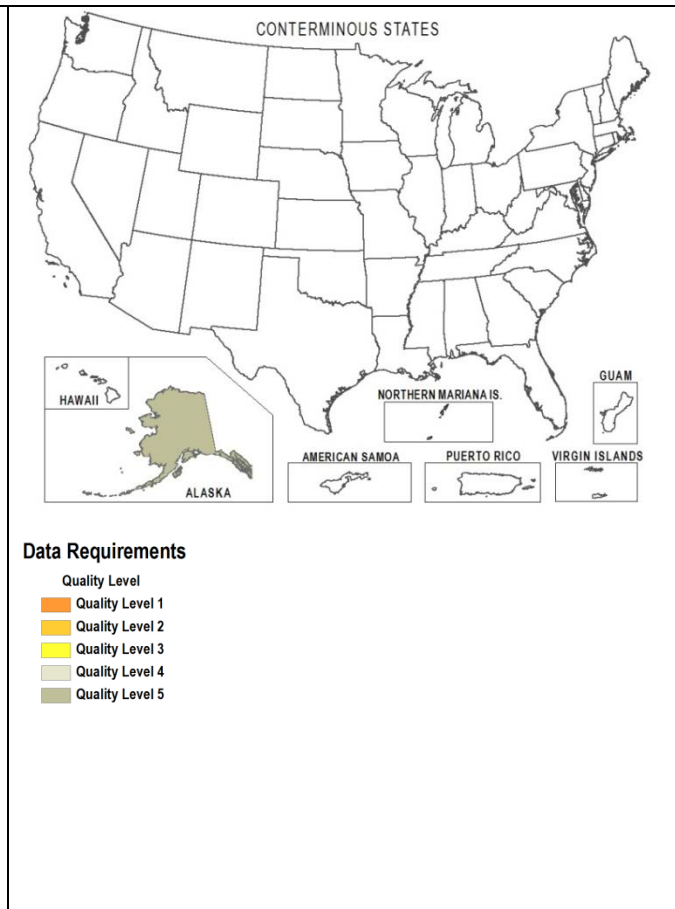 CONTERMINOUS STATES
HAWAII
ALASKA
NORTHERN MARIANA IS.
GUAM
AMERICAN SAMOA
PUERTO RICO
VIRGIN ISLANDS
Data Requirements
Quality Level
Quality Level 1
Quality Level 2
Quality Level 3
Quality Level 4
Quality Level 5